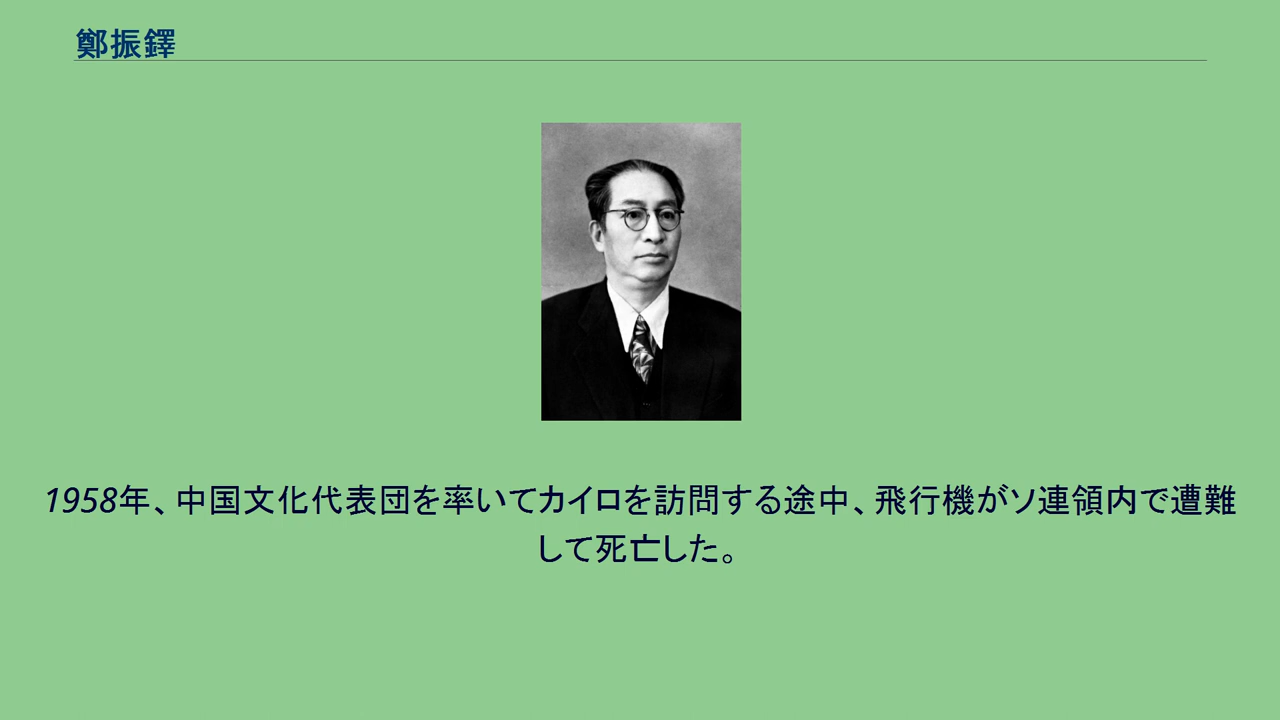 鄭振鐸
1958年、中国文化代表団を率いてカイロを訪問する途中、飛行機がソ連領内で遭難
して死亡した。